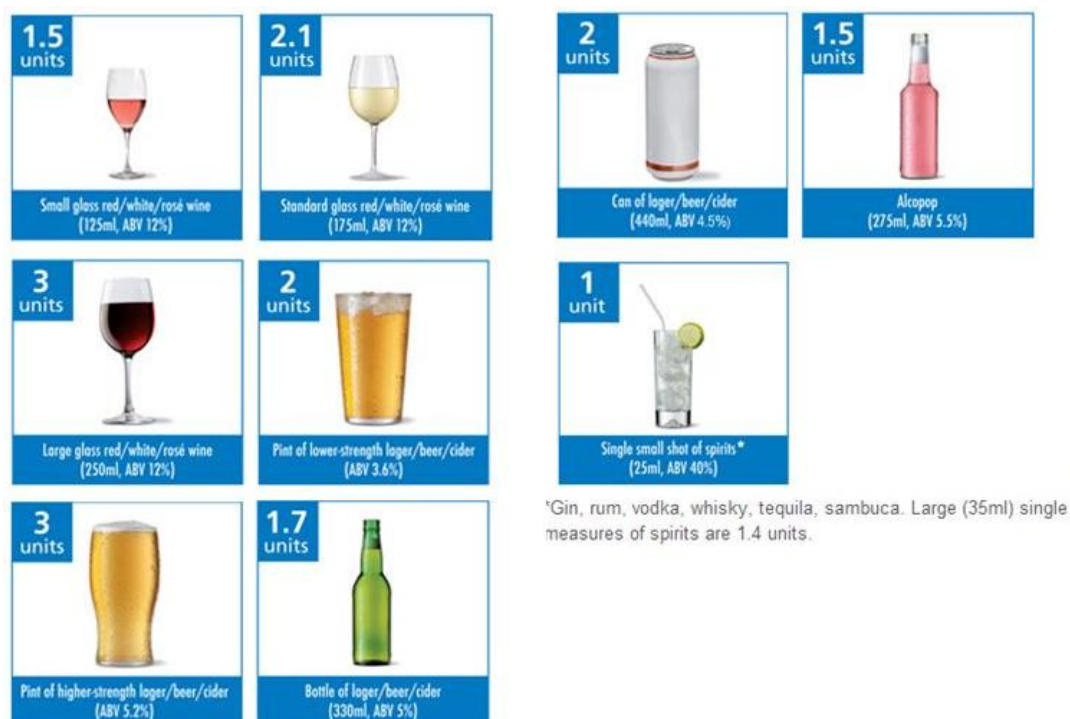 1.5
units
Small glass red/white/rosé wine
(125ml, ABV 12%)
2.1
units
Standard glass red/white/rosé wine
(175ml, ABV 12%)
2
units
Can of lager/beer/cider
(440ml, ABV 4.5%)
1.5
units
Alcopop
(275ml, ABV 5.5%)
3
units
Large glass red/white/rosé wine
(250ml, ABV 12%)
2
units
Pint of lower-strength lager/beer/cider
(ABV 3.6%)
1
unit
Single small shot of spirits*
(25ml, ABV 40%)
*Gin, rum, vodka, whisky, tequila, sambuca. Large (35ml) single
measures of spirits are 1.4 units.
3
units
Pint of higher-strength lager/beer/cider
(ABV 5.2%)
1.7
units
Bottle of lager/beer/cider
(330ml, ABV 5%)